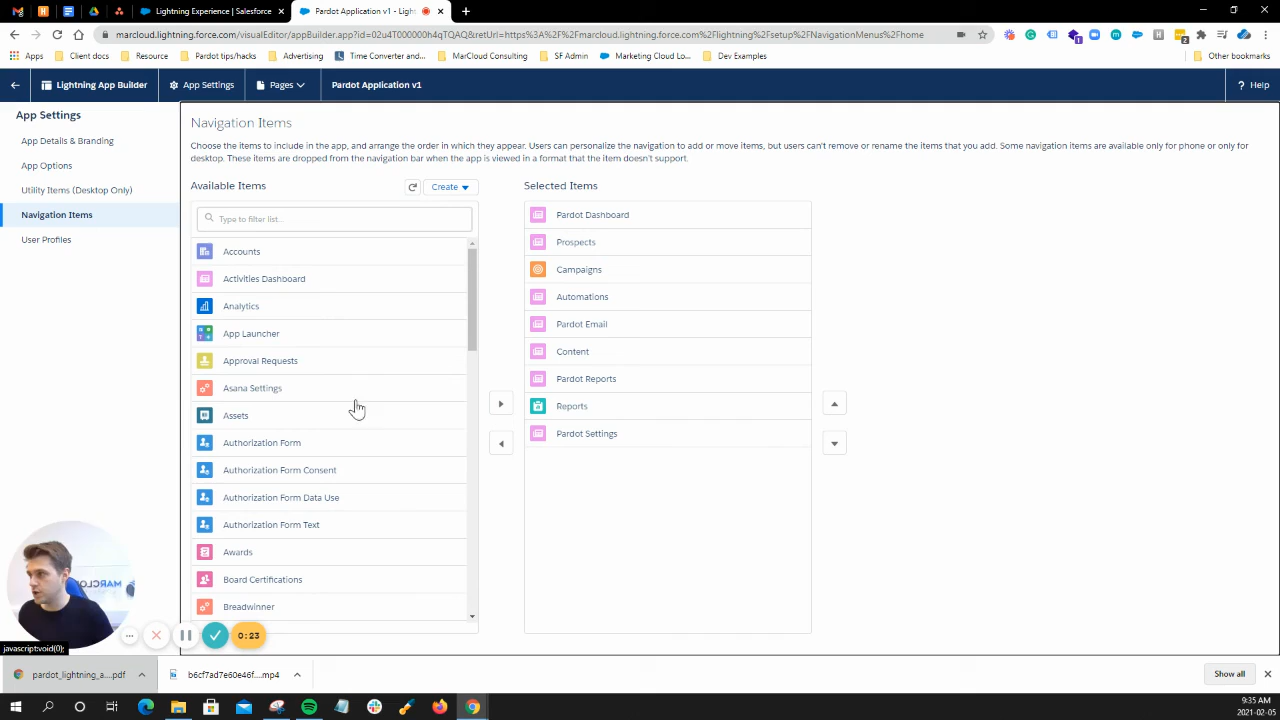 Lightning Experience | Salesforce
Pardot Application v1 - Ligh
marcloud.lightning.force.com/visualEditor/appBuilder.app?id=02u4T0000000h4qTQAQ&retUrl=https%3A%2F%2Fmarcloud.lightning.force.com%2Flightning%2Fsetup%2FNavigationMenus%2Fhome
Apps
Client docs
Resource
Pardot tips/hacks
Advertising
Time Converter and...
MarCloud Consulting
SF Admin
Marketing Cloud Lo...
Dev Examples
Other bookmarks
Lightning App Builder
App Settings
Pages
Pardot Application v1
? Help
App Settings
App Details & Branding
App Options
Utility Items (Desktop Only)
Navigation Items
User Profiles
Navigation Items
Choose the items to include in the app, and arrange the order in which they appear. Users can personalize the navigation to add or move items, but users can't remove or rename the items that you add. Some navigation items are available only for phone or only for
desktop. These items are dropped from the navigation bar when the app is viewed in a format that the item doesn't support.
Available Items
Create
Type to filter list...
Accounts
Activities Dashboard
Analytics
App Launcher
Approval Requests
Asana Settings
Assets
Authorization Form
Authorization Form Consent
Authorization Form Data Use
Authorization Form Text
Awards
Board Certifications
Breadwinner
Selected Items
Pardot Dashboard
Prospects
Campaigns
Automations
Pardot Email
Content
Pardot Reports
Reports
Pardot Settings
0:23
javascript:void(0);
pardot_lightning_a....pdf
b6cf7ad7e60e46f....mp4
Show all
9:35 AM
2021-02-05